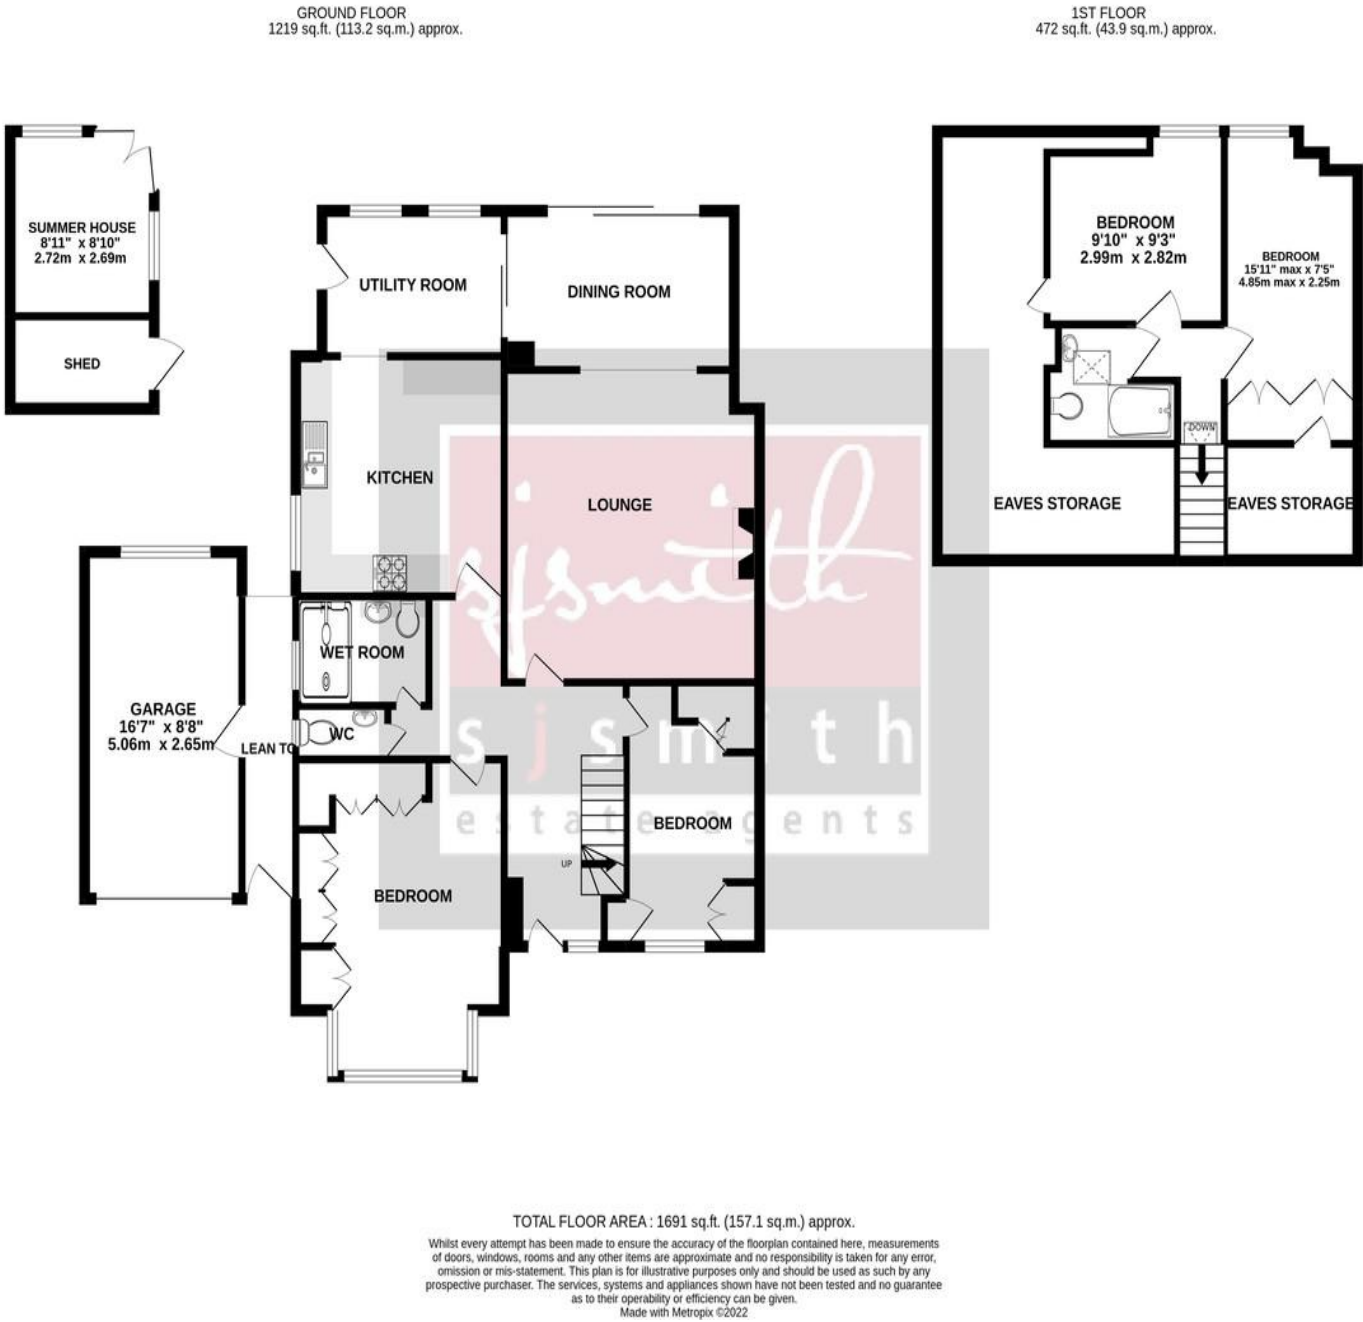 GROUND FLOOR
1219 sq.ft. (113.2 sq.m.) approx.
1ST FLOOR
472 sq.ft. (43.9 sq.m.) approx.
SUMMER HOUSE
8'11" x 8'10"
2.72m x 2.69m
SHED
UTILITY ROOM
DINING ROOM
KITCHEN
LOUNGE
sjsmith
WET ROOM
WC
GARAGE
16'7" x 8'8"
5.06m x 2.65m
LEAN TO
sjsmith
estate agents
BEDROOM
UP
BEDROOM
BEDROOM
9'10" x 9'3"
2.99m x 2.82m
BEDROOM
15'11" max x 7'5"
4.85m max x 2.25m
DOWN
EAVES STORAGE
EAVES STORAGE
TOTAL FLOOR AREA : 1691 sq.ft. (157.1 sq.m.) approx.
Whilst every attempt has been made to ensure the accuracy of the floorplan contained here, measurements
of doors, windows, rooms and any other items are approximate and no responsibility is taken for any error,
omission or mis-statement. This plan is for illustrative purposes only and should be used as such by any
prospective purchaser. The services, systems and appliances shown have not been tested and no guarantee
as to their operability or efficiency can be given.
Made with Metropix ©2022